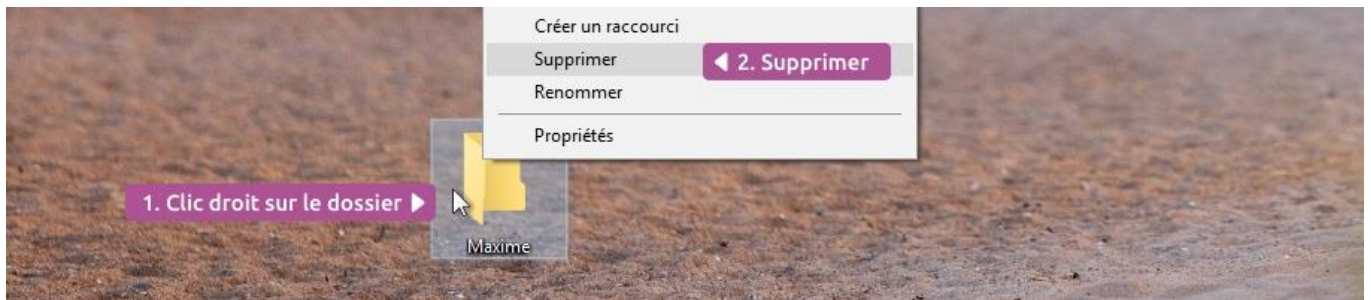 Créer un raccourci
Supprimer
◀ 2. Supprimer
Renommer
Propriétés
1. Clic droit sur le dossier ▶
Maxime